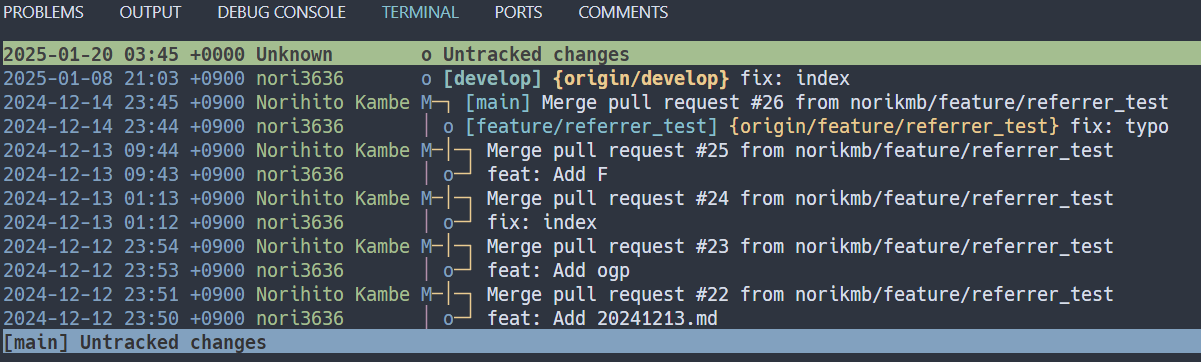 PROBLEMS OUTPUT DEBUG CONSOLE TERMINAL PORTS COMMENTS
2025-01-20 03:45 +0000 Unknown o Untracked changes
2025-01-08 21:03 +0900 nori3636 o [develop] {origin/develop} fix: index
2024-12-14 23:45 +0900 Norihito Kambe M─┐ [main] Merge pull request #26 from norikmb/feature/referrer_test
2024-12-14 23:44 +0900 nori3636 │ o [feature/referrer_test] {origin/feature/referrer_test} fix: typo
2024-12-13 09:44 +0900 Norihito Kambe M─│─┐ Merge pull request #25 from norikmb/feature/referrer_test
2024-12-13 09:43 +0900 nori3636 │ o─┘ feat: Add F
2024-12-13 01:13 +0900 Norihito Kambe M─│─┐ Merge pull request #24 from norikmb/feature/referrer_test
2024-12-13 01:12 +0900 nori3636 │ o─┘ fix: index
2024-12-12 23:54 +0900 Norihito Kambe M─│─┐ Merge pull request #23 from norikmb/feature/referrer_test
2024-12-12 23:53 +0900 nori3636 │ o─┘ feat: Add ogp
2024-12-12 23:51 +0900 Norihito Kambe M─│─┐ Merge pull request #22 from norikmb/feature/referrer_test
2024-12-12 23:50 +0900 nori3636 │ o─┘ feat: Add 20241213.md
[main] Untracked changes